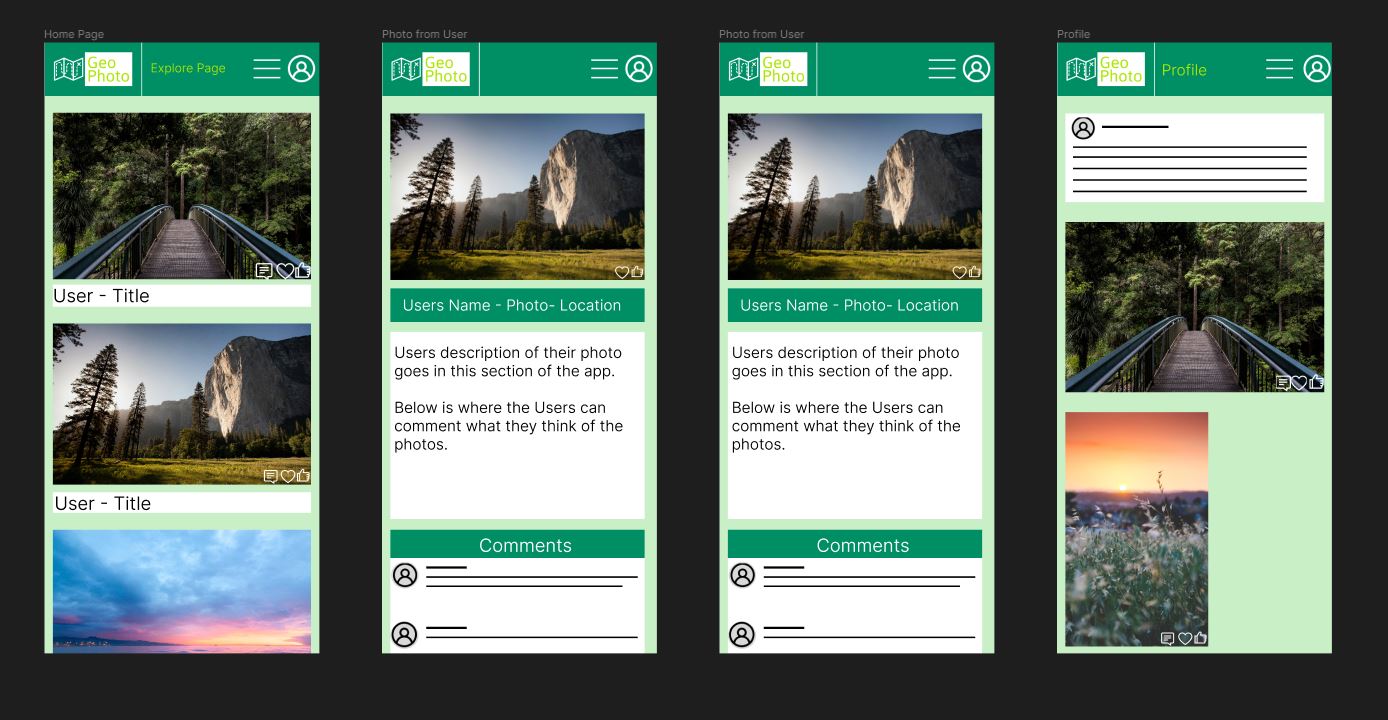 Home Page
Geo
Photo
Explore Page
User - Title
User - Title
Photo from User
Geo
Photo
Users Name - Photo- Location
Users description of their photo
goes in this section of the app.
Below is where the Users can
comment what they think of the
photos.
Comments
Photo from User
Geo
Photo
Users Name - Photo- Location
Users description of their photo
goes in this section of the app.
Below is where the Users can
comment what they think of the
photos.
Comments
Profile
Geo
Photo
Profile